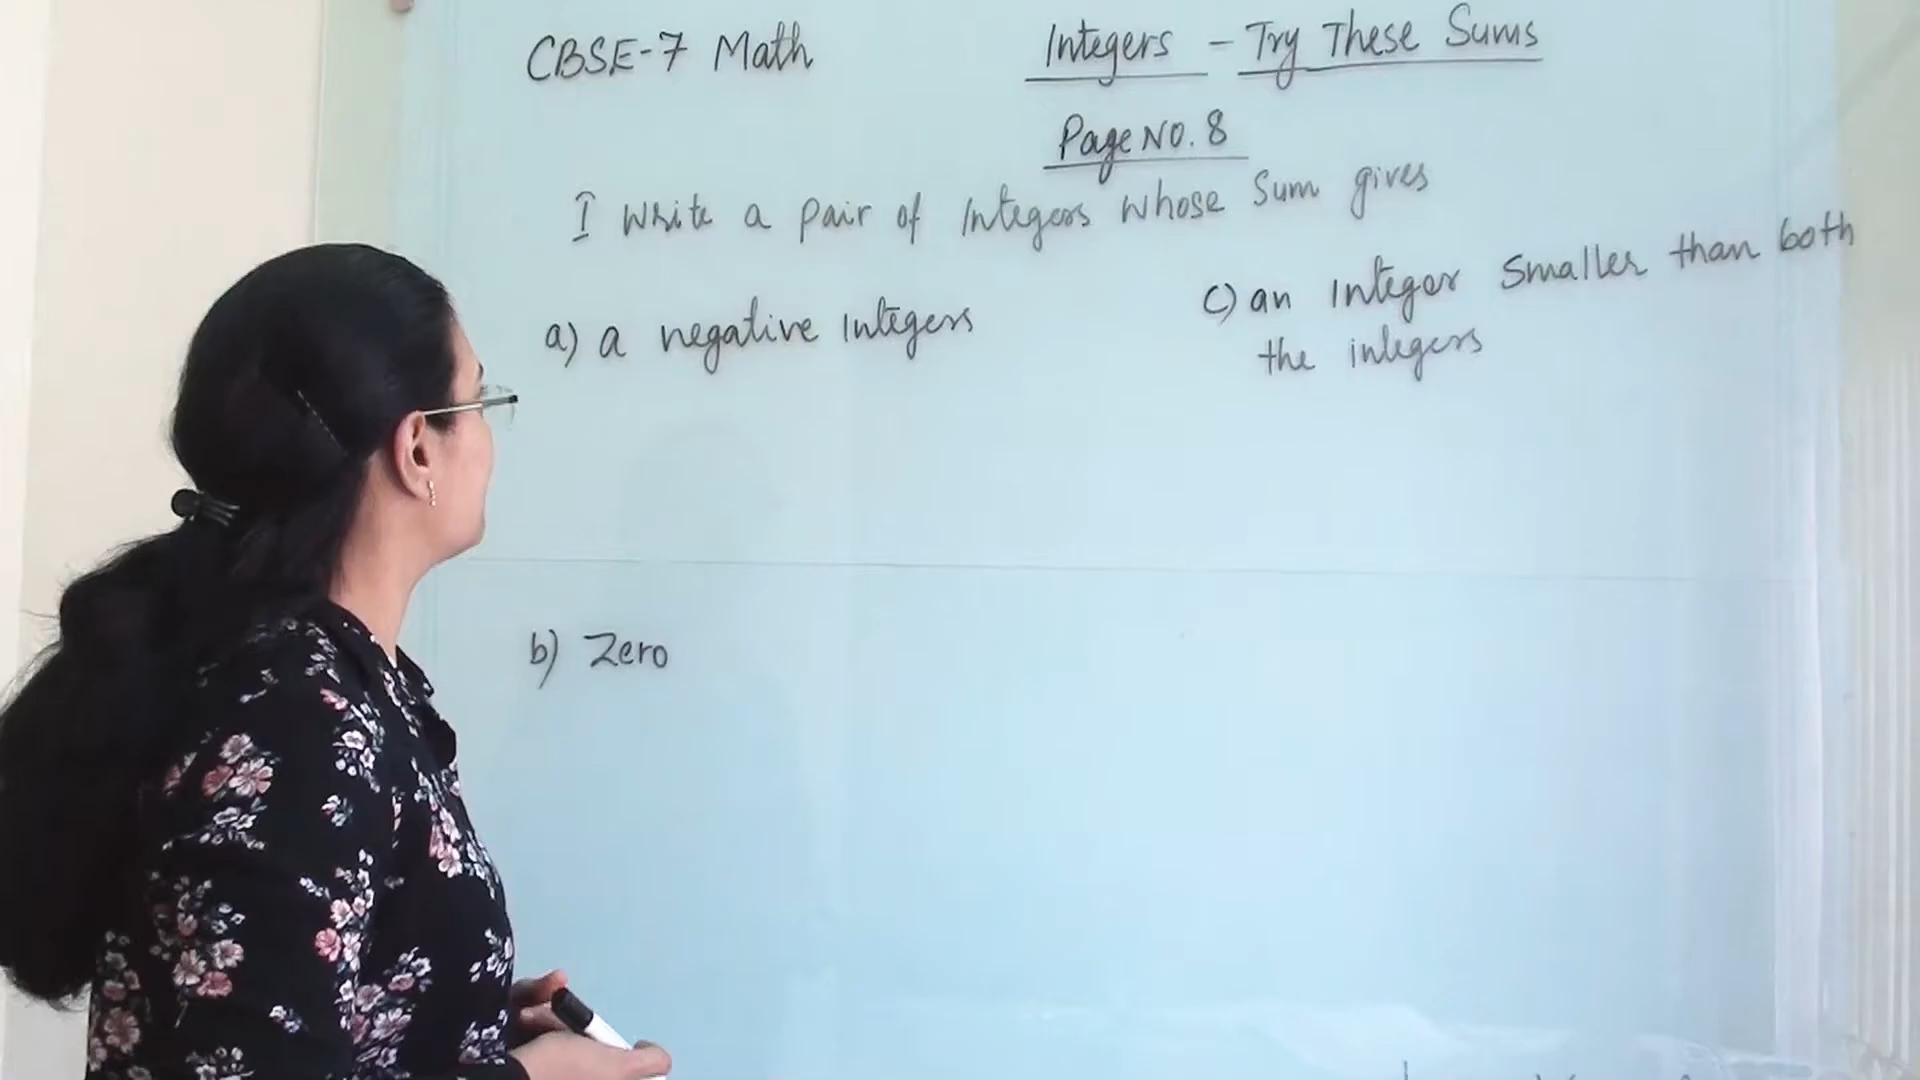 CBSE-7 Math
Integers - Try These Sums
Page No. 8
I Write a pair of Integers Whose Sum gives
a) a negative integers
c) an integer Smaller than both
the integers
b) Zero